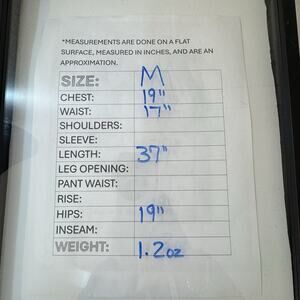 *MEASUREMENTS ARE DONE ON A FLAT
SURFACE, MEASURED IN INCHES, AND ARE AN
APPROXIMATION.
SIZE: M
CHEST: 19"
WAIST: 17"
SHOULDERS:
SLEEVE:
LENGTH: 37"
LEG OPENING:
PANT WAIST:
RISE:
HIPS: 19"
INSEAM:
WEIGHT: 1.2oz